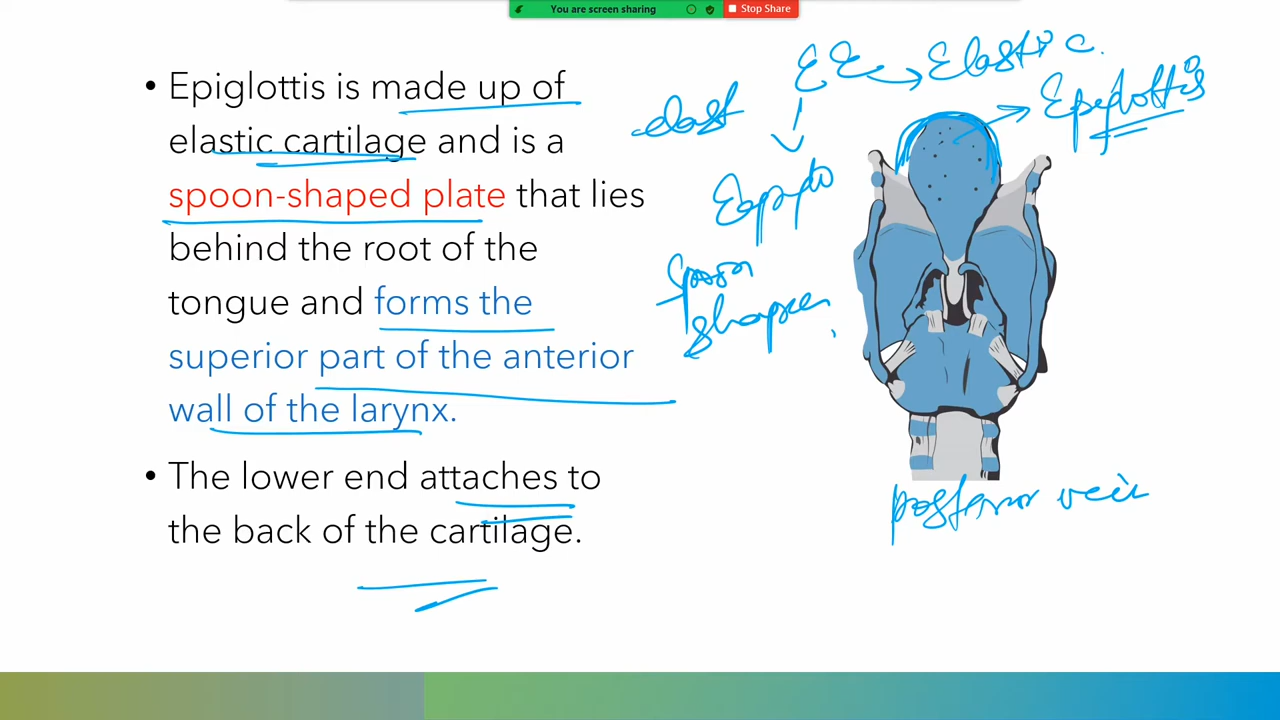 You are screen sharing
Stop Share
• Epiglottis is made up of
elastic cartilage and is a
spoon-shaped plate that lies
behind the root of the
tongue and forms the
superior part of the anterior
wall of the larynx.
• The lower end attaches to
the back of the cartilage.
E E → Elastic C.
Epiglottis
elast
Spoon
posterior